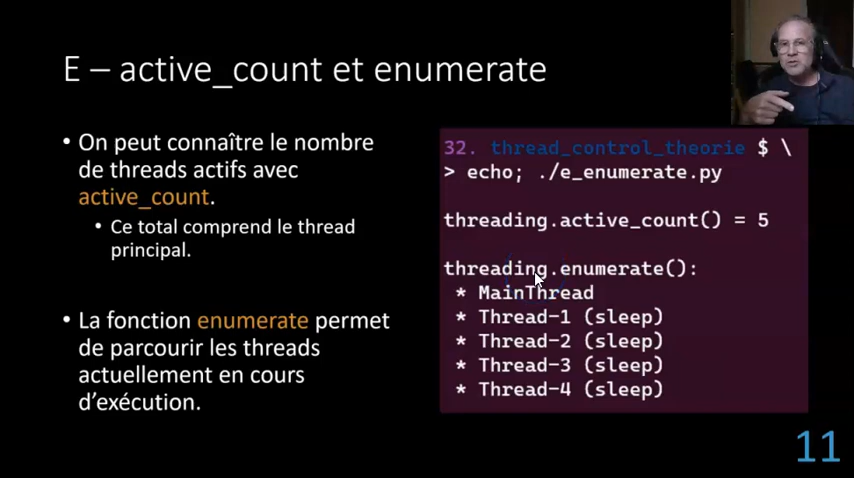 E – active_count et enumerate
• On peut connaître le nombre
de threads actifs avec
active_count.
• Ce total comprend le thread
principal.
• La fonction enumerate permet
de parcourir les threads
actuellement en cours
d'exécution.
32. thread_control_theorie $ \
> echo; ./e_enumerate.py
threading.active_count() = 5
threading.enumerate():
* MainThread
* Thread-1 (sleep)
* Thread-2 (sleep)
* Thread-3 (sleep)
* Thread-4 (sleep)
11